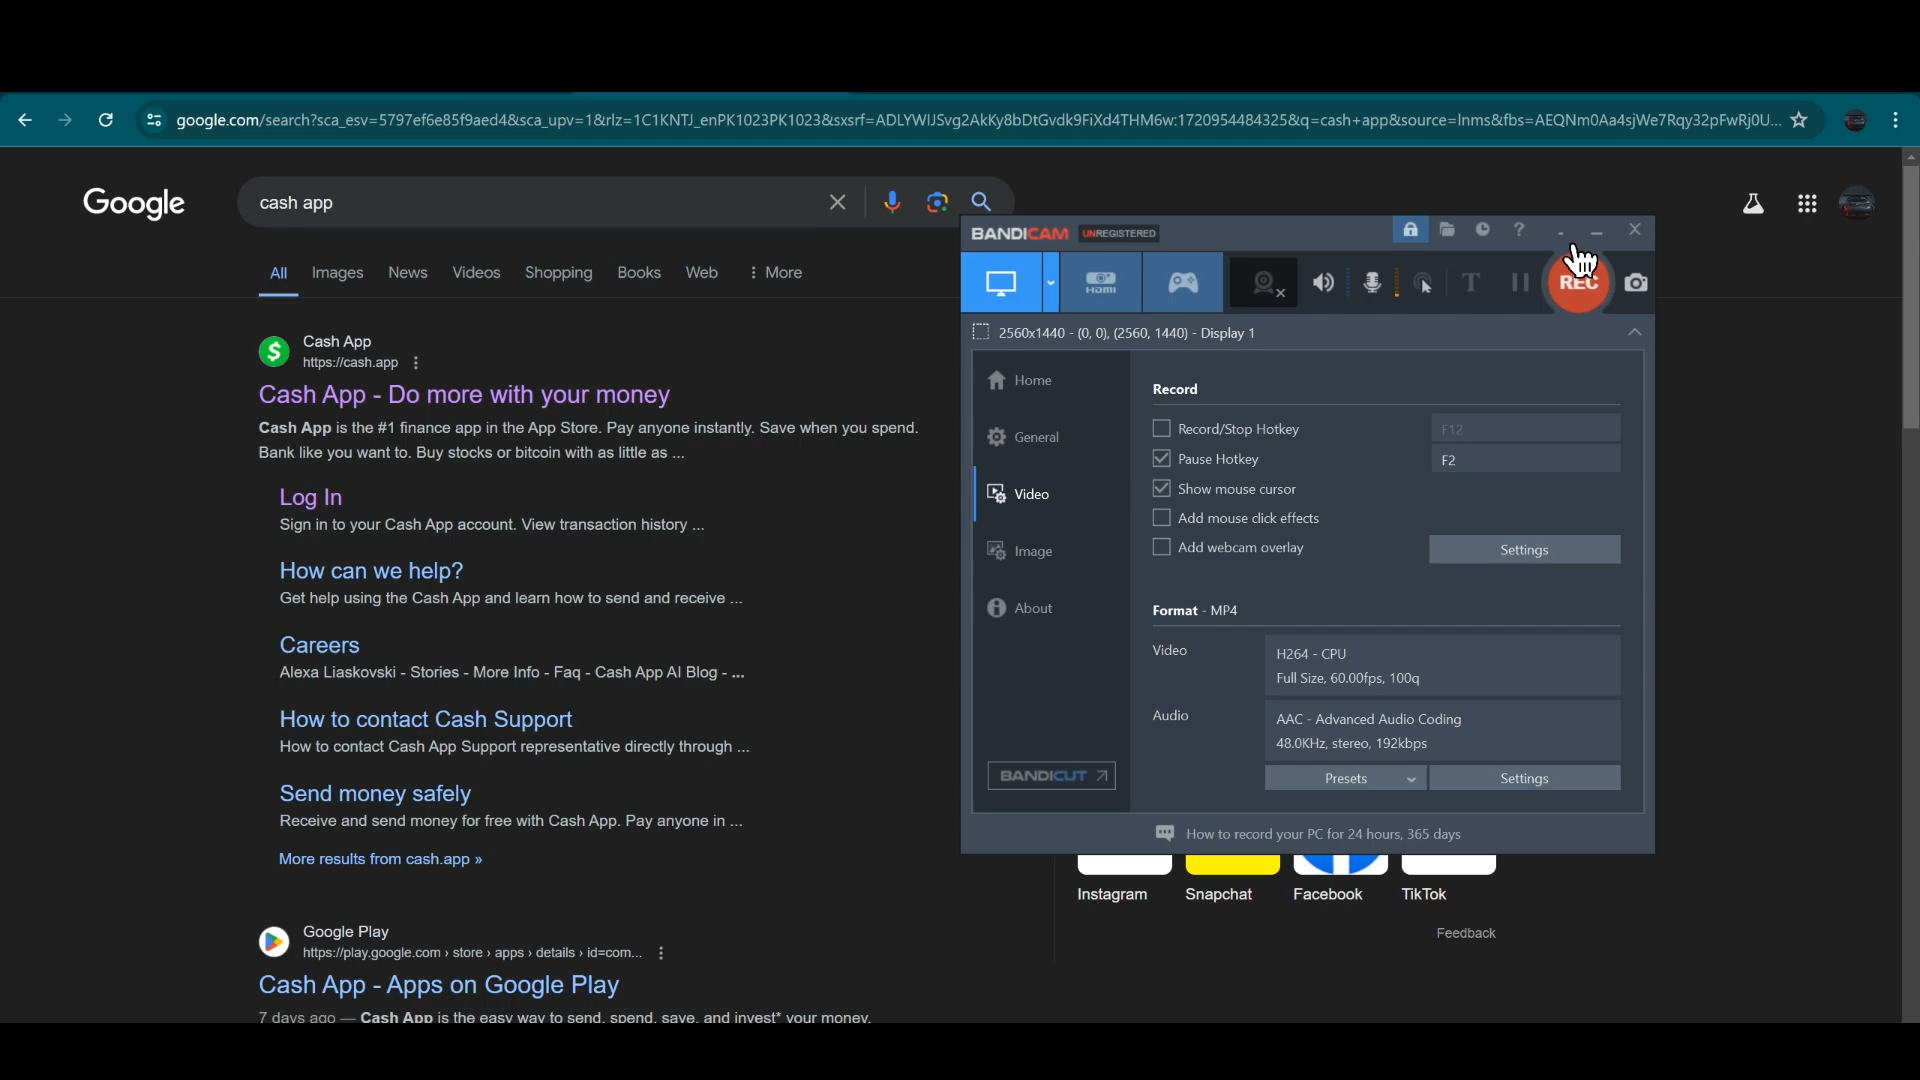 google.com/search?sca_esv=5797ef6e85f9aed4&sca_upv=1&rlz=1C1KNTJ_enPK1023PK1023&sxsrf=ADLYWIJSvg2AkKy8bDtGvdk9FiXd4THM6w:1720954484325&q=cash+app&source=lnms&fbs=AEQNm0Aa4sjWe7Rqy32pFwRj0U...
Google
cash app
All Images News Videos Shopping Books Web More
Cash App
https://cash.app
Cash App - Do more with your money
Cash App is the #1 finance app in the App Store. Pay anyone instantly. Save when you spend.
Bank like you want to. Buy stocks or bitcoin with as little as ...
Log In
Sign in to your Cash App account. View transaction history ...
How can we help?
Get help using the Cash App and learn how to send and receive ...
Careers
Alexa Liaskovski - Stories - More Info - Faq - Cash App AI Blog - ...
How to contact Cash Support
How to contact Cash App Support representative directly through ...
Send money safely
Receive and send money for free with Cash App. Pay anyone in ...
More results from cash.app »
Google Play
https://play.google.com › store › apps › details › id=com...
Cash App - Apps on Google Play
7 days ago — Cash App is the easy way to send, spend, save, and invest* your money.
BANDICAM UNREGISTERED
HDMI
T
REC
2560x1440 - (0, 0), (2560, 1440) - Display 1
Home
General
Video
Image
About
BANDICUT
Record
Record/Stop Hotkey F12
Pause Hotkey F2
Show mouse cursor
Add mouse click effects
Add webcam overlay Settings
Format - MP4
Video H264 - CPU
Full Size, 60.00fps, 100q
Audio AAC - Advanced Audio Coding
48.0KHz, stereo, 192kbps
Presets Settings
How to record your PC for 24 hours, 365 days
Instagram Snapchat Facebook TikTok
Feedback